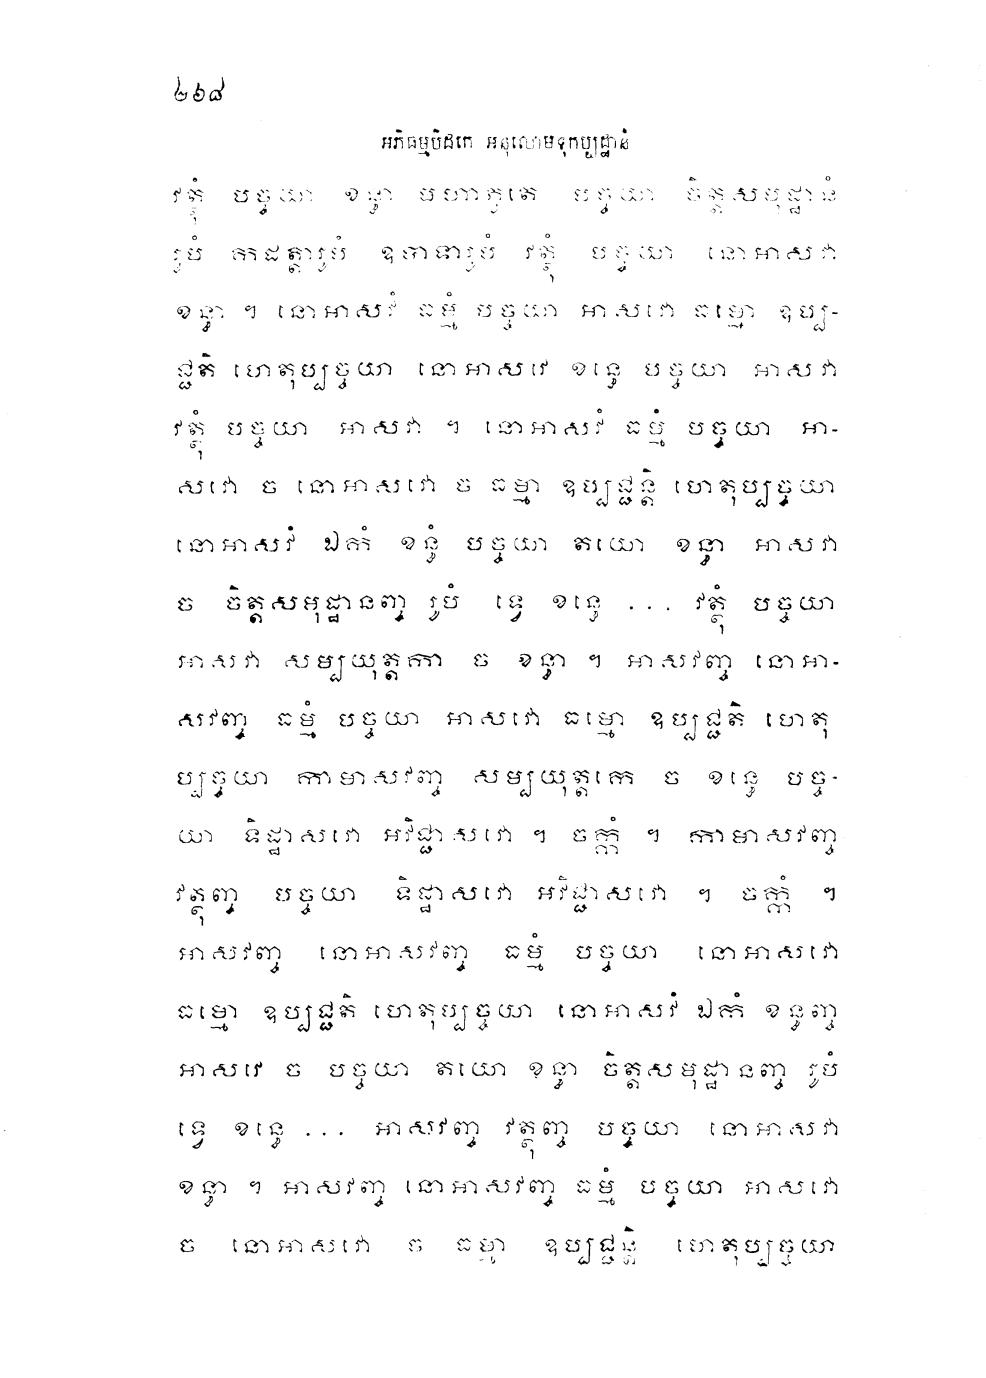 ២៦៨
អភិធម្មបិដកេ អនុលោមទុកប្បដ្ឋានំ
វត្ថុំ បច្ចយា ខន្ធា មហាភូតេ បច្ចយា ចិត្តសមុដ្ឋានំ
រូបំ កដត្តារូបំ ឧបាទារូបំ វត្ថុំ បច្ចយា នោអាសវា
ខន្ធា ។ នោអាសវំ ធម្មំ បច្ចយា អាសវោ ធម្មោ ឧប្ប-
ជ្ជតិ ហេតុប្បច្ចយា នោអាសវេ ខន្ធេ បច្ចយា អាសវា
វត្ថុំ បច្ចយា អាសវា ។ នោអាសវំ ធម្មំ បច្ចយា អា-
សវោ ច នោអាសវោ ច ធម្មា ឧប្បជ្ជន្តិ ហេតុប្បច្ចយា
នោអាសវំ ឯកំ ខន្ធំ បច្ចយា តយោ ខន្ធា អាសវា
ច ចិត្តសមុដ្ឋានញ្ច រូបំ ទ្វេ ខន្ធេ ... វត្ថុំ បច្ចយា
អាសវា សម្បយុត្តកា ច ខន្ធា ។ អាសវញ្ច នោអា-
សវញ្ច ធម្មំ បច្ចយា អាសវោ ធម្មោ ឧប្បជ្ជតិ ហេតុ
ប្បច្ចយា កាមាសវញ្ច សម្បយុត្តកេ ច ខន្ធេ បច្ច-
យា ទិដ្ឋាសវោ អវិជ្ជាសវោ ។ ចក្កំ ។ កាមាសវញ្ច
វត្ថុញ្ច បច្ចយា ទិដ្ឋាសវោ អវិជ្ជាសវោ ។ ចក្កំ ។
អាសវញ្ច នោអាសវញ្ច ធម្មំ បច្ចយា នោអាសវោ
ធម្មោ ឧប្បជ្ជតិ ហេតុប្បច្ចយា នោអាសវំ ឯកំ ខន្ធញ្ច
អាសវេ ច បច្ចយា តយោ ខន្ធា ចិត្តសមុដ្ឋានញ្ច រូបំ
ទ្វេ ខន្ធេ ... អាសវញ្ច វត្ថុញ្ច បច្ចយា នោអាសវា
ខន្ធា ។ អាសវញ្ច នោអាសវញ្ច ធម្មំ បច្ចយា អាសវោ
ច នោអាសវោ ច ធម្មា ឧប្បជ្ជន្តិ ហេតុប្បច្ចយា